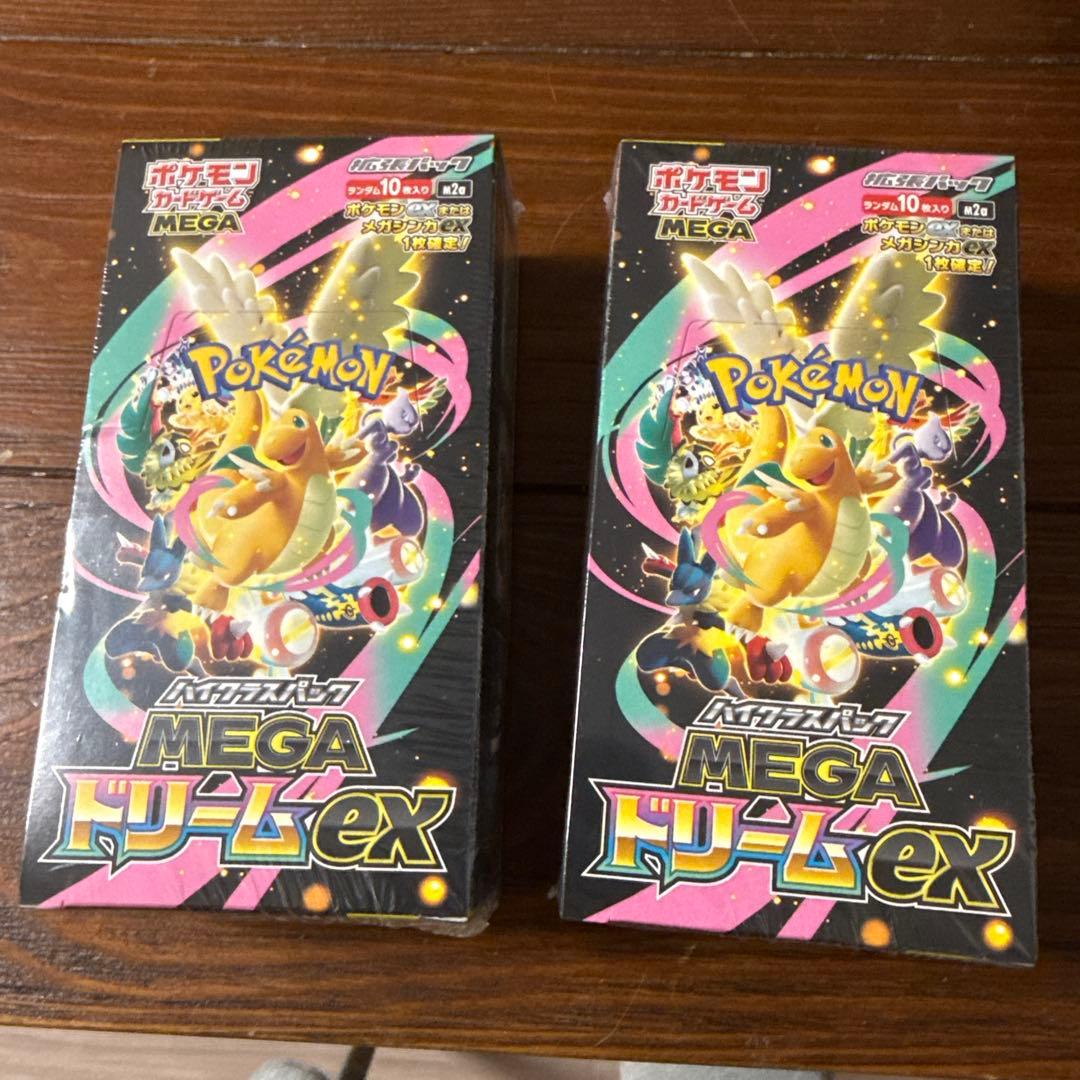 ポケモン
カードゲーム
MEGA
拡張パック
ランダム10枚入り M2a
ポケモンexまたは
メガシンカex
1枚確定!
POKéMON
ハイクラスパック
MEGA
ドリームex
ポケモン
カードゲーム
MEGA
拡張パック
ランダム10枚入り M2a
ポケモンexまたは
メガシンカex
1枚確定!
POKéMON
ハイクラスパック
MEGA
ドリームex